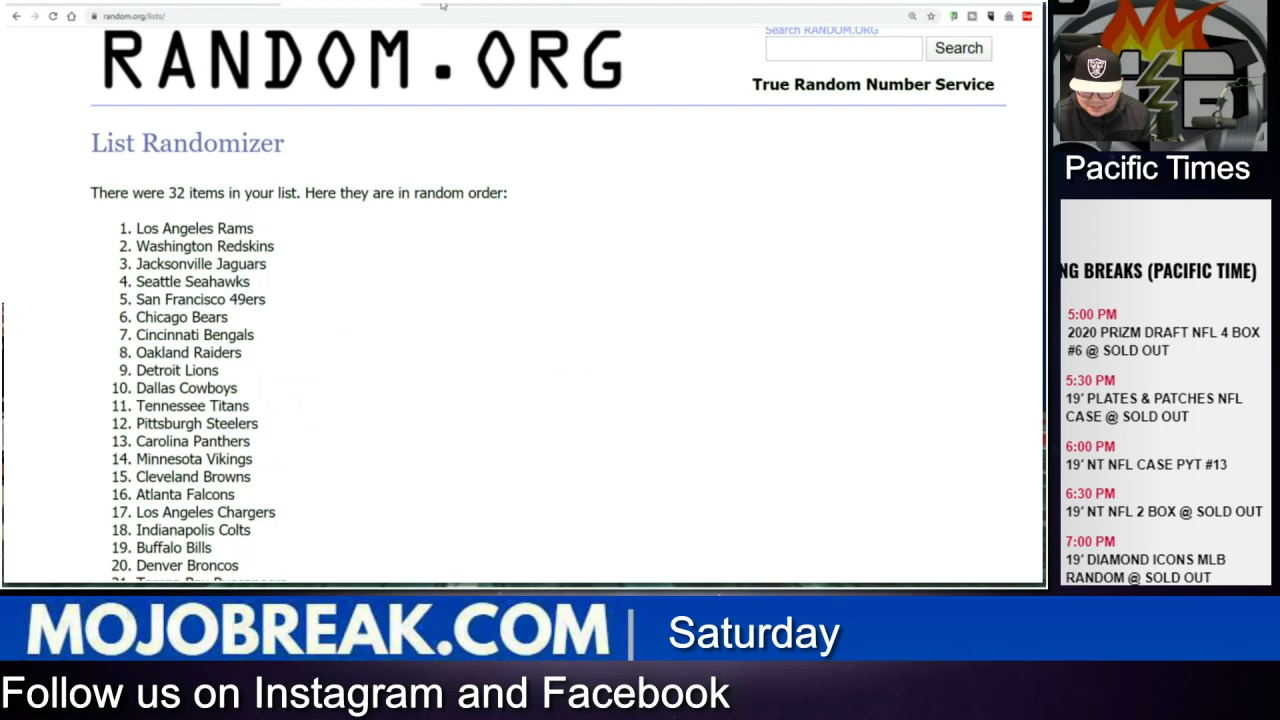 random.org/lists/
RANDOM.ORG
Search RANDOM.ORG
Search
True Random Number Service
List Randomizer
There were 32 items in your list. Here they are in random order:
1. Los Angeles Rams
2. Washington Redskins
3. Jacksonville Jaguars
4. Seattle Seahawks
5. San Francisco 49ers
6. Chicago Bears
7. Cincinnati Bengals
8. Oakland Raiders
9. Detroit Lions
10. Dallas Cowboys
11. Tennessee Titans
12. Pittsburgh Steelers
13. Carolina Panthers
14. Minnesota Vikings
15. Cleveland Browns
16. Atlanta Falcons
17. Los Angeles Chargers
18. Indianapolis Colts
19. Buffalo Bills
20. Denver Broncos
21. Tampa Bay Buccaneers
Pacific Times
NG BREAKS (PACIFIC TIME)
5:00 PM
2020 PRIZM DRAFT NFL 4 BOX
#6 @ SOLD OUT
5:30 PM
19' PLATES & PATCHES NFL
CASE @ SOLD OUT
6:00 PM
19' NT NFL CASE PYT #13
6:30 PM
19' NT NFL 2 BOX @ SOLD OUT
7:00 PM
19' DIAMOND ICONS MLB
RANDOM @ SOLD OUT
MOJOBREAK.COM | Saturday
Follow us on Instagram and Facebook